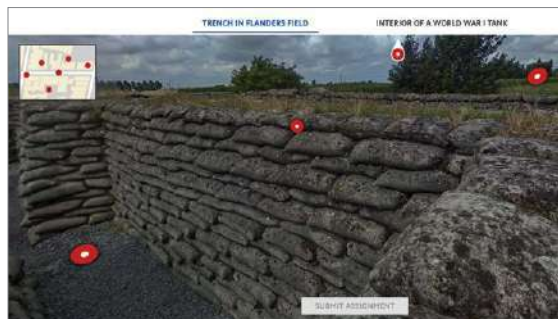 TRENCH IN FLANDERS FIELD
INTERIOR OF A WORLD WAR I TANK
SUBMIT ASSIGNMENT